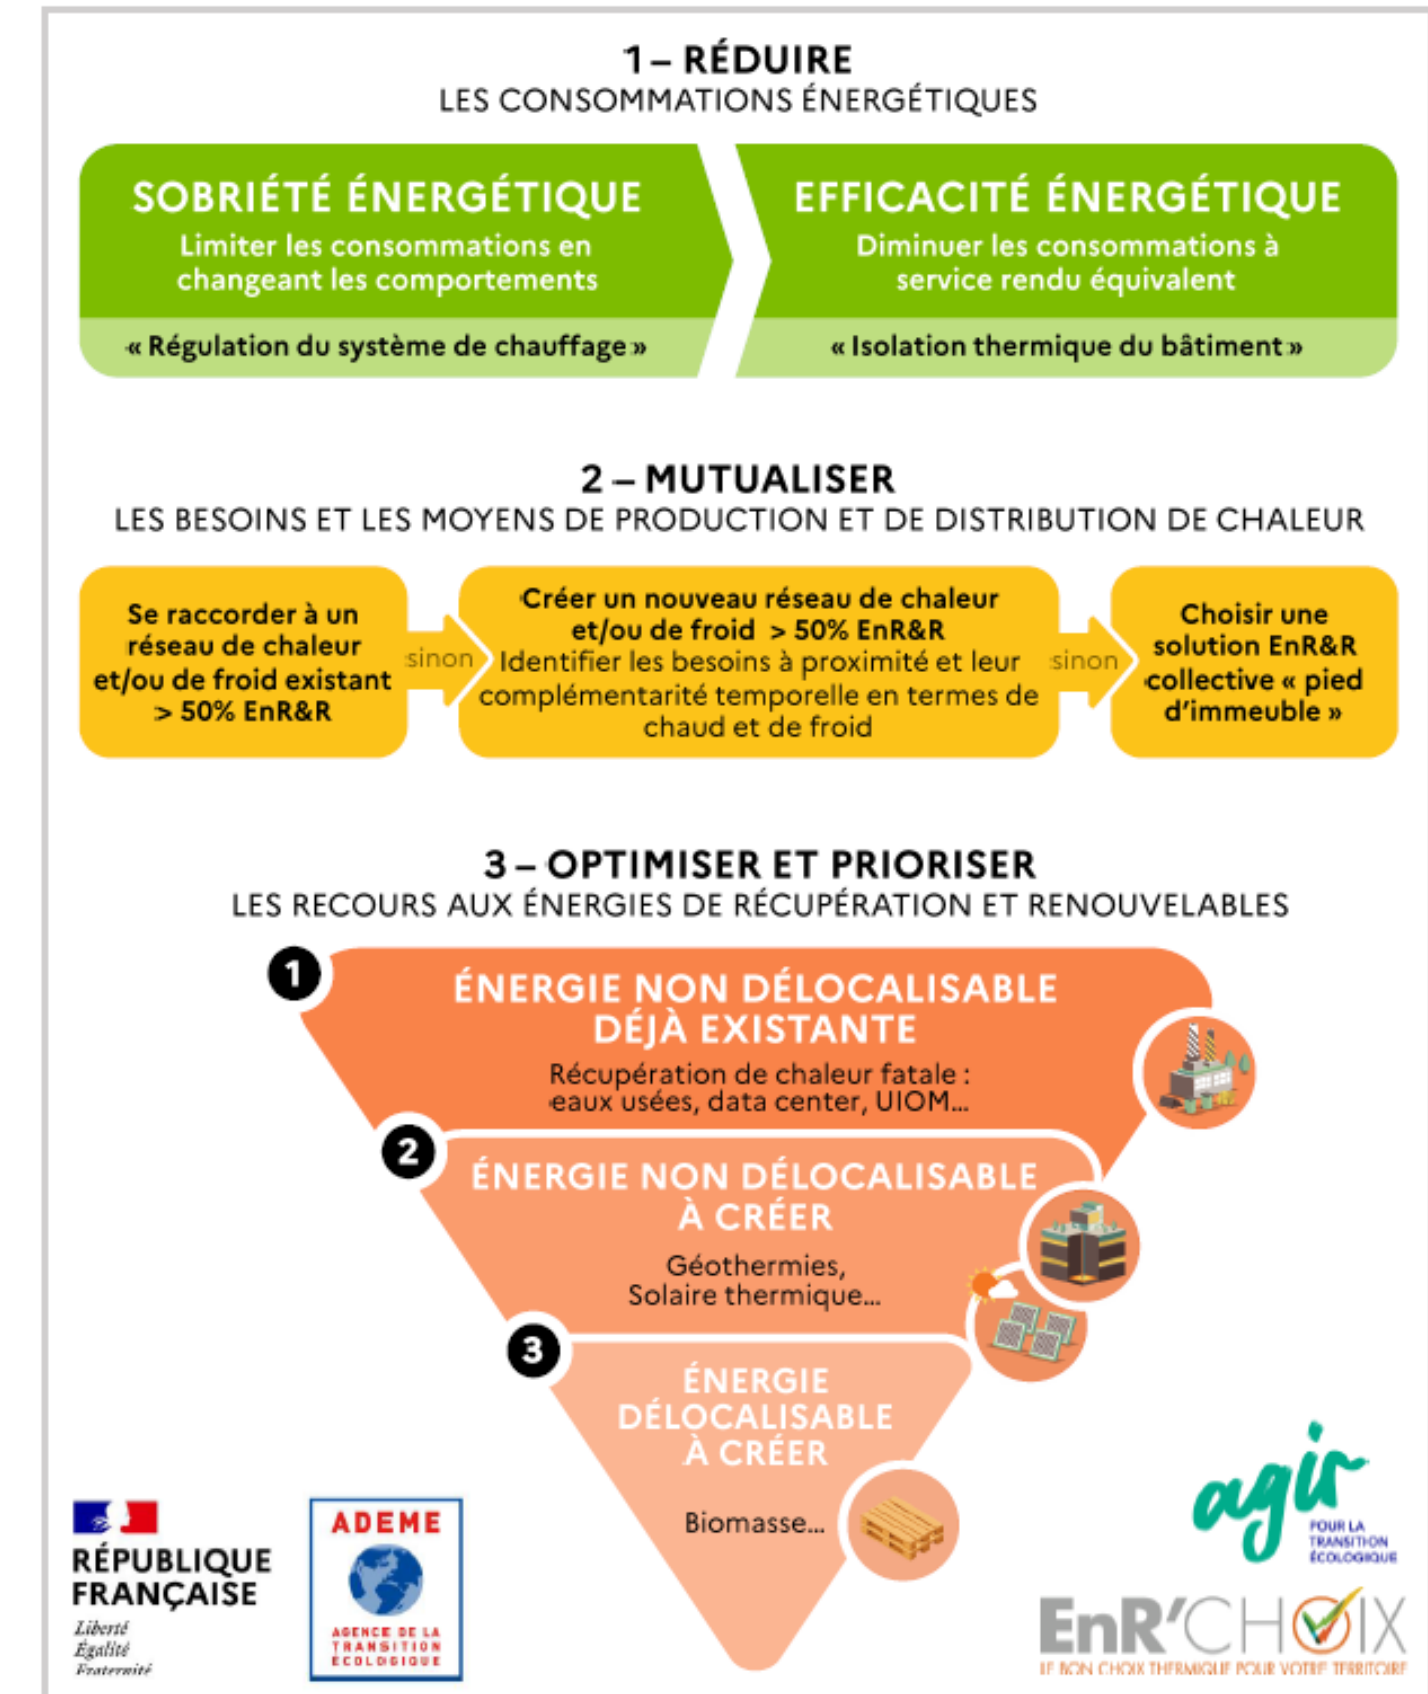 1 – RÉDUIRE
LES CONSOMMATIONS ÉNERGÉTIQUES
SOBRIÉTÉ ÉNERGÉTIQUE
Limiter les consommations en
changeant les comportements
« Régulation du système de chauffage »
EFFICACITÉ ÉNERGÉTIQUE
Diminuer les consommations à
service rendu équivalent
« Isolation thermique du bâtiment »
2 – MUTUALISER
LES BESOINS ET LES MOYENS DE PRODUCTION ET DE DISTRIBUTION DE CHALEUR
Se raccorder à un
réseau de chaleur
et/ou de froid existant
> 50% EnR&R
sinon
Créer un nouveau réseau de chaleur
et/ou de froid > 50% EnR&R
Identifier les besoins à proximité et leur
complémentarité temporelle en termes de
chaud et de froid
sinon
Choisir une
solution EnR&R
collective « pied
d'immeuble »
3 – OPTIMISER ET PRIORISER
LES RECOURS AUX ÉNERGIES DE RÉCUPÉRATION ET RENOUVELABLES
1
ÉNERGIE NON DÉLOCALISABLE
DÉJÀ EXISTANTE
Récupération de chaleur fatale :
eaux usées, data center, UIOM...
2
ÉNERGIE NON DÉLOCALISABLE
À CRÉER
Géothermies,
Solaire thermique...
3
ÉNERGIE
DÉLOCALISABLE
À CRÉER
Biomasse...
RÉPUBLIQUE
FRANÇAISE
Liberté
Égalité
Fraternité
ADEME
AGENCE DE LA
TRANSITION
ÉCOLOGIQUE
agir
POUR LA
TRANSITION
ÉCOLOGIQUE
EnR'CHOIX
LE BON CHOIX THERMIQUE POUR VOTRE TERRITOIRE